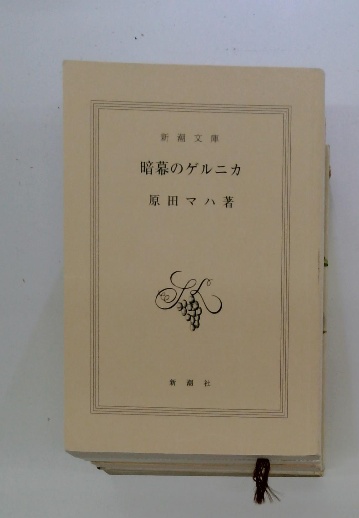 新潮文庫
暗幕のゲルニカ
原田マハ著
新潮社